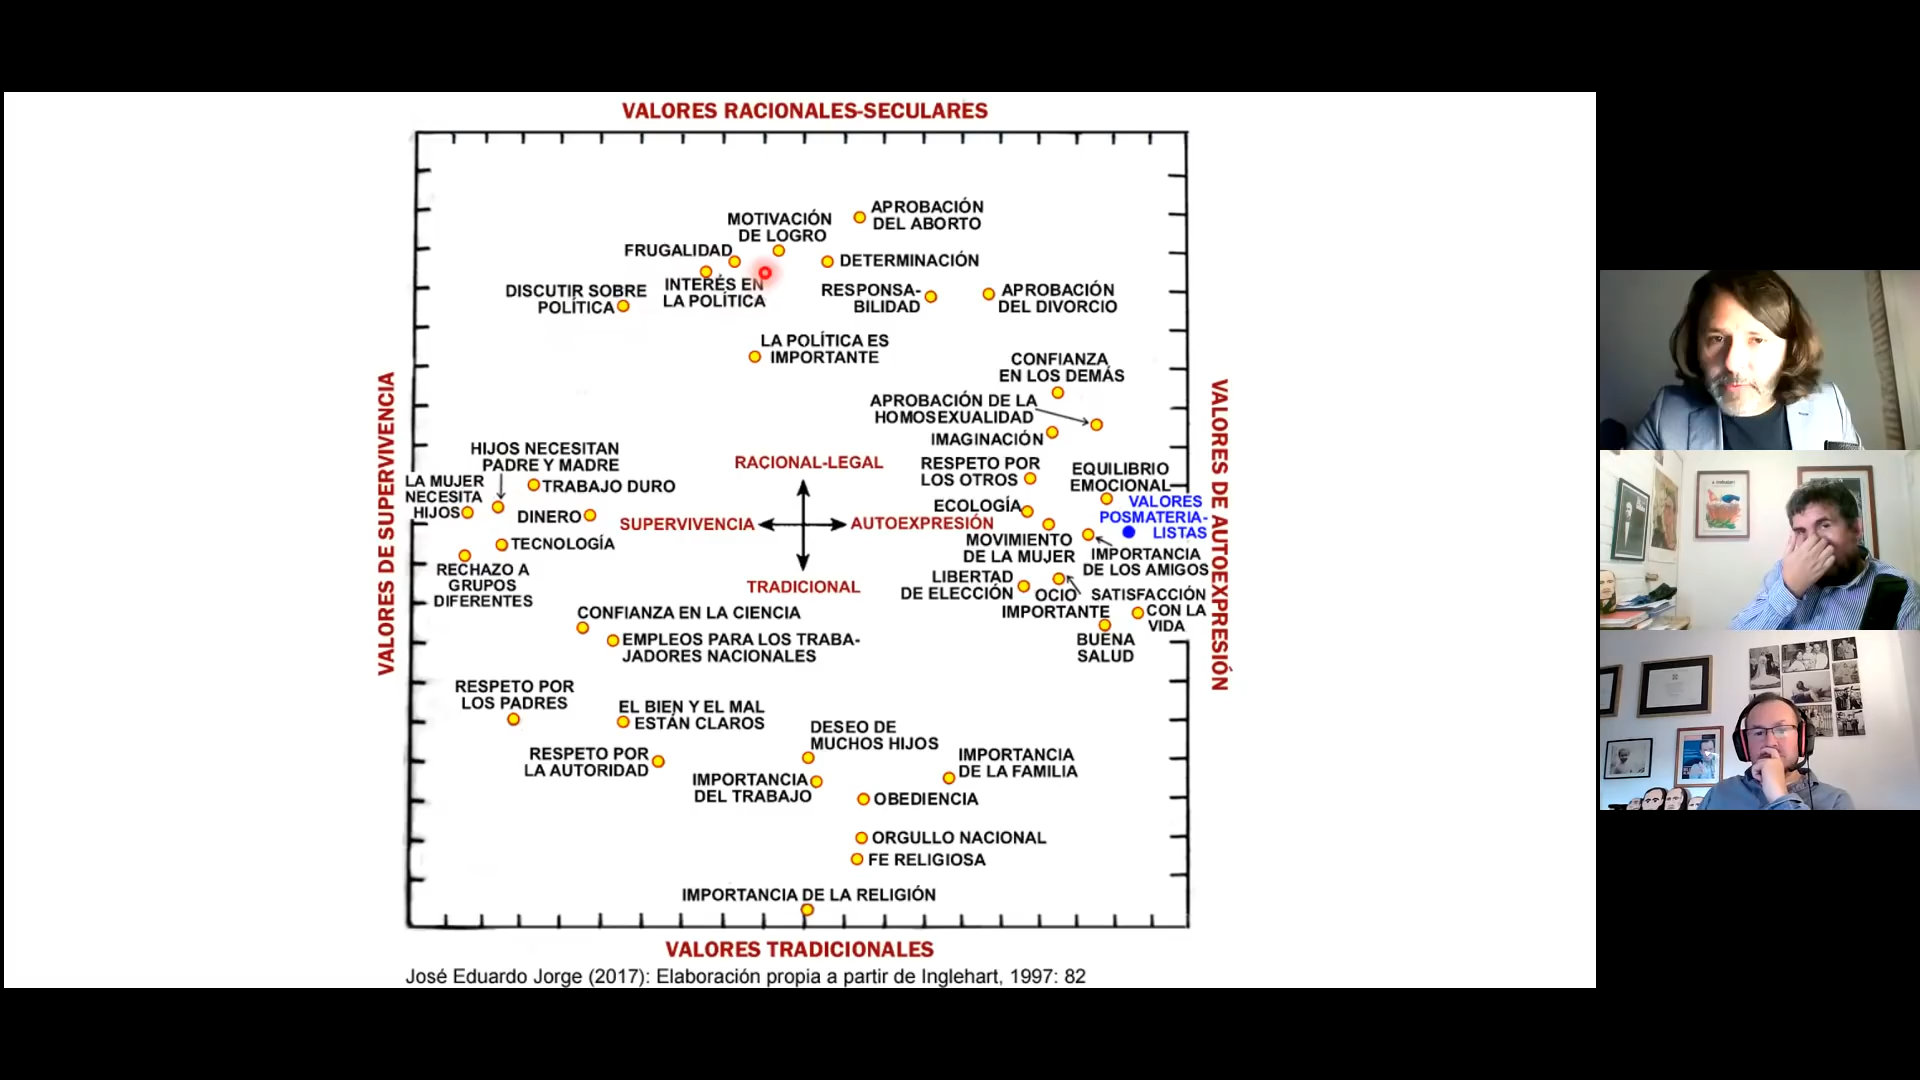 VALORES RACIONALES-SECULARES
APROBACIÓN
DEL ABORTO
MOTIVACIÓN
DE LOGRO
FRUGALIDAD
DETERMINACIÓN
INTERÉS EN
LA POLÍTICA
DISCUTIR SOBRE
POLÍTICA
RESPONSA-
BILIDAD
APROBACIÓN
DEL DIVORCIO
LA POLÍTICA ES
IMPORTANTE
CONFIANZA
EN LOS DEMÁS
APROBACIÓN DE LA
HOMOSEXUALIDAD
IMAGINACIÓN
VALORES DE SUPERVIVENCIA
VALORES DE AUTOEXPRESIÓN
HIJOS NECESITAN
PADRE Y MADRE
LA MUJER
NECESITA
HIJOS
TRABAJO DURO
DINERO
TECNOLOGÍA
RECHAZO A
GRUPOS
DIFERENTES
RACIONAL-LEGAL
SUPERVIVENCIA
AUTOEXPRESIÓN
TRADICIONAL
RESPETO POR
LOS OTROS
EQUILIBRIO
EMOCIONAL
ECOLOGÍA
VALORES
POSMATERIA-
LISTAS
MOVIMIENTO
DE LA MUJER
IMPORTANCIA
DE LOS AMIGOS
LIBERTAD
DE ELECCIÓN
OCIO
IMPORTANTE
SATISFACCIÓN
CON LA
VIDA
BUENA
SALUD
CONFIANZA EN LA CIENCIA
EMPLEOS PARA LOS TRABA-
JADORES NACIONALES
RESPETO POR
LOS PADRES
EL BIEN Y EL MAL
ESTÁN CLAROS
RESPETO POR
LA AUTORIDAD
DESEO DE
MUCHOS HIJOS
IMPORTANCIA
DEL TRABAJO
IMPORTANCIA
DE LA FAMILIA
OBEDIENCIA
ORGULLO NACIONAL
FE RELIGIOSA
IMPORTANCIA DE LA RELIGIÓN
VALORES TRADICIONALES
José Eduardo Jorge (2017): Elaboración propia a partir de Inglehart, 1997: 82